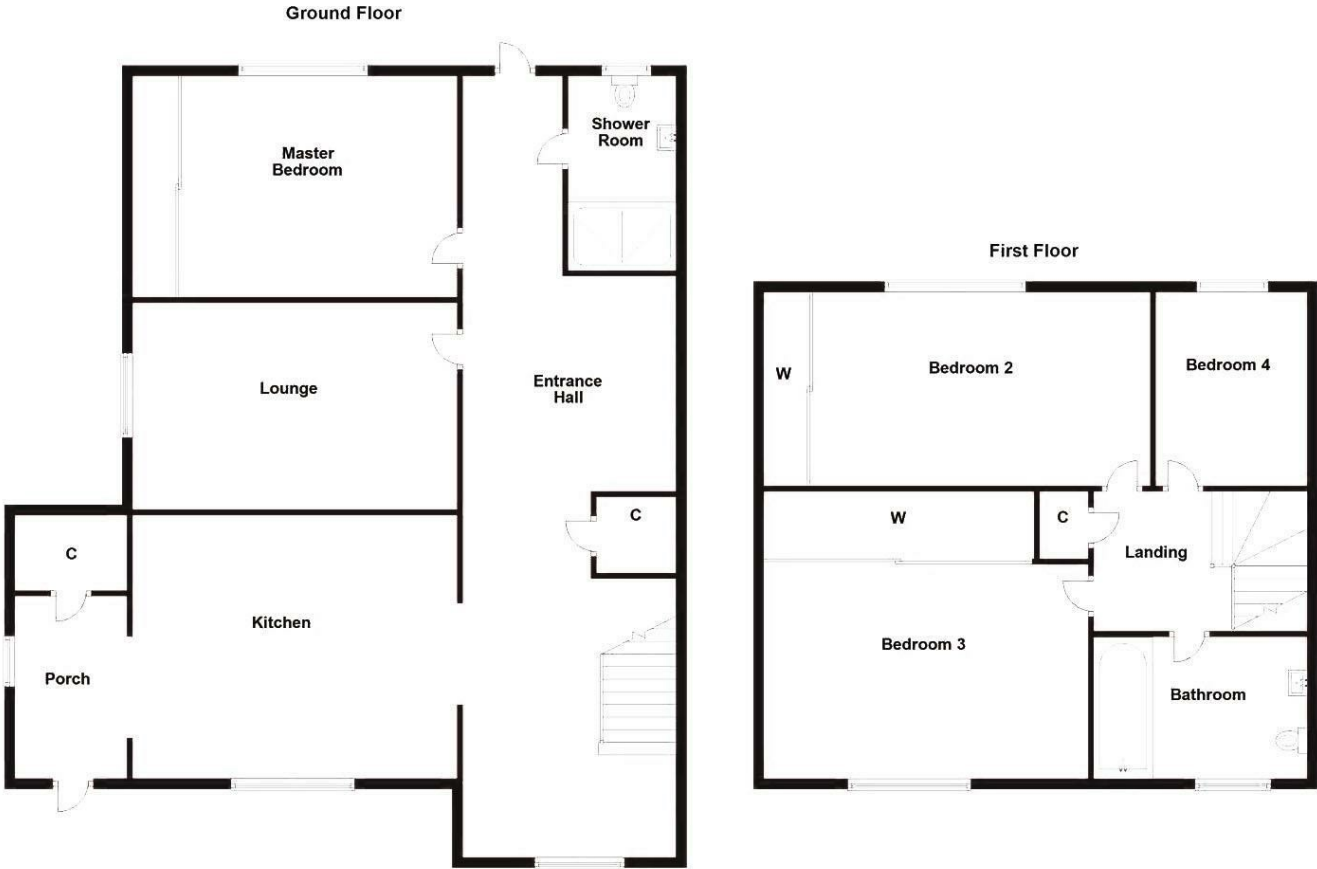 Ground Floor
Master
Bedroom
Shower
Room
Lounge
Entrance
Hall
C
C
Kitchen
Porch
First Floor
W
Bedroom 2
Bedroom 4
W
C
Landing
Bedroom 3
Bathroom